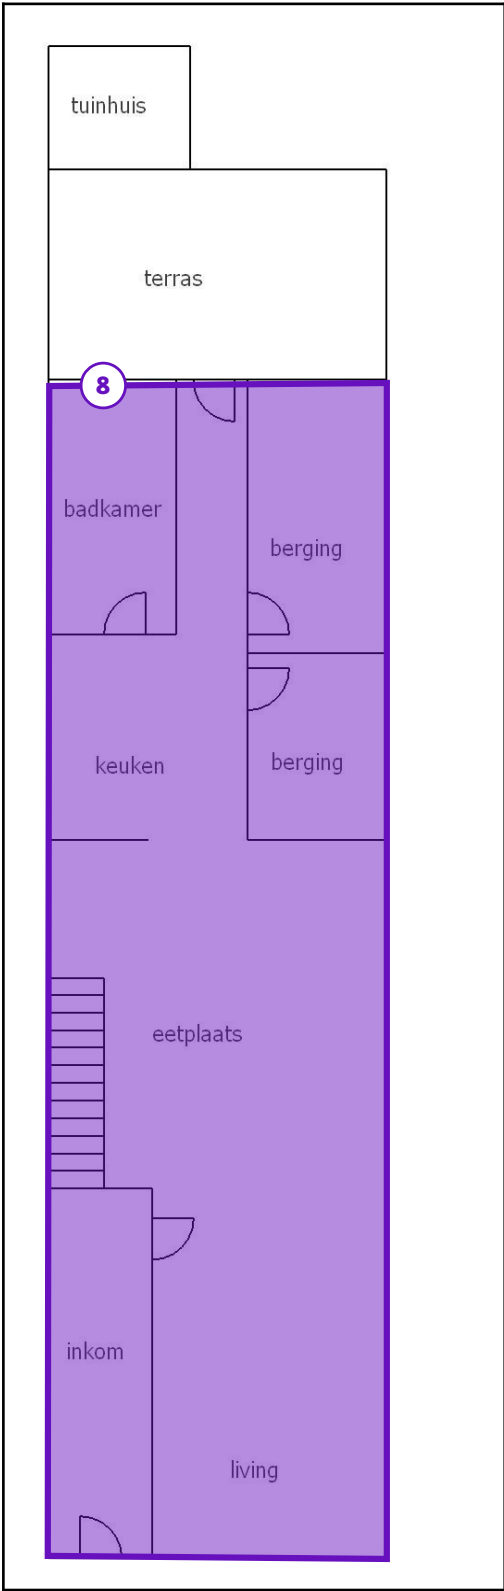 tuinhuis
terras
8
badkamer
berging
keuken
berging
eetplaats
inkom
living